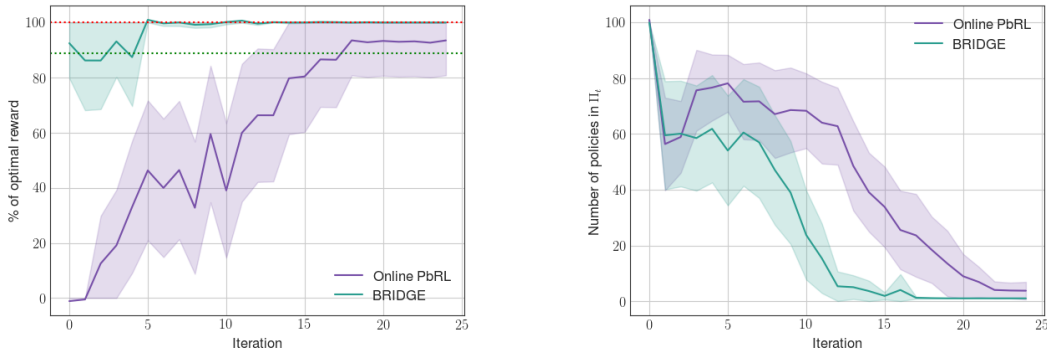 % of optimal reward
100
80
60
40
20
0
Online PbRL
BRIDGE
0 5 10 15 20 25
Iteration
Number of policies in Π_t
100
80
60
40
20
0
Online PbRL
BRIDGE
0 5 10 15 20 25
Iteration